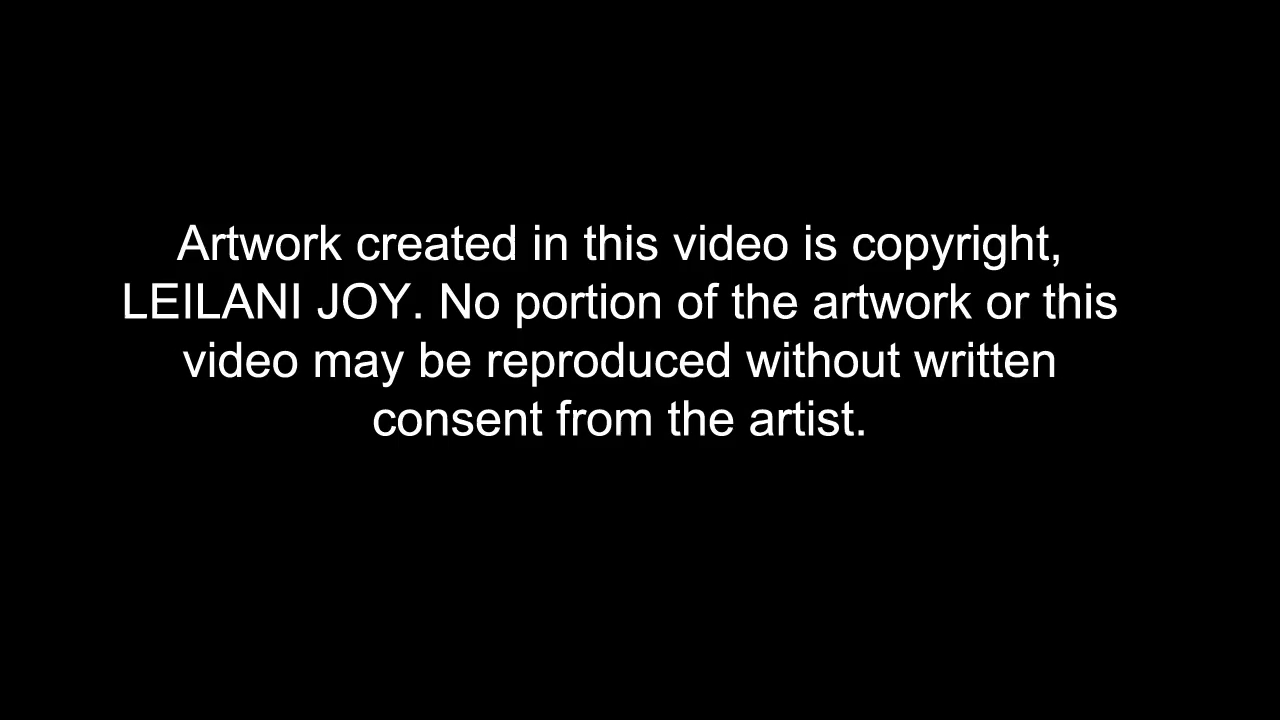 Artwork created in this video is copyright,
LEILANI JOY. No portion of the artwork or this
video may be reproduced without written
consent from the artist.